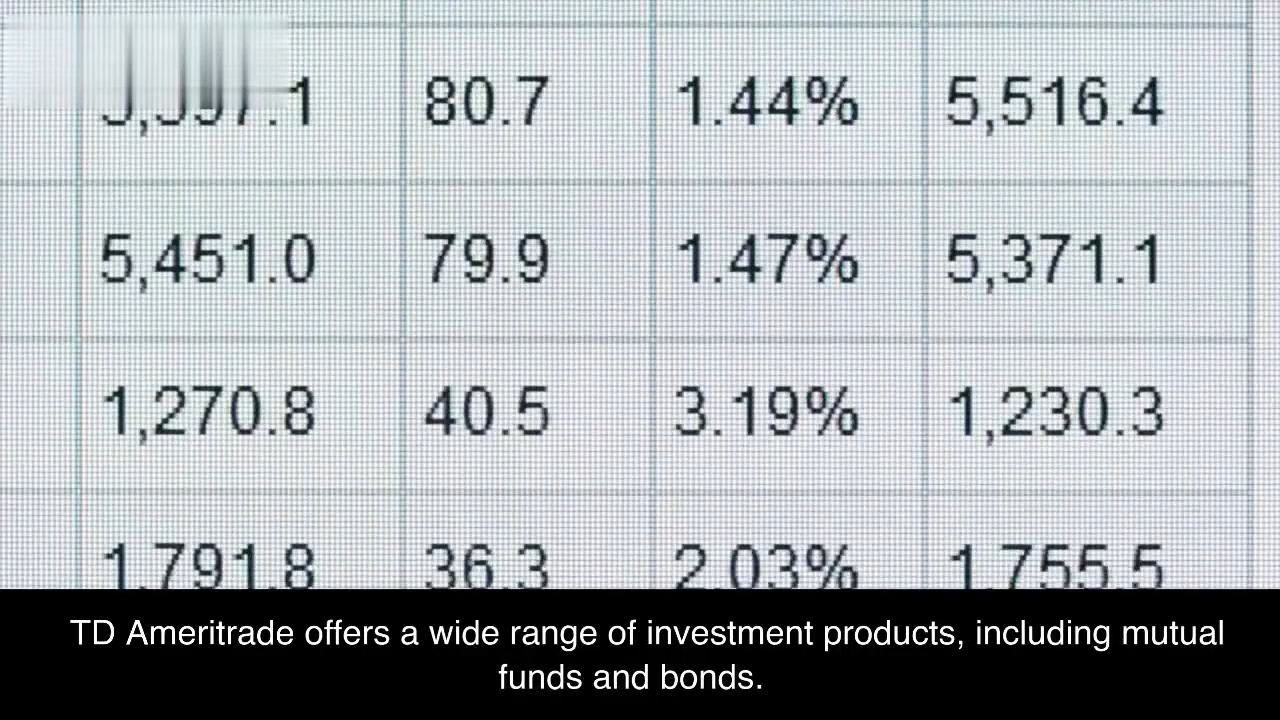 80.7 1.44% 5,516.4
5,451.0 79.9 1.47% 5,371.1
1,270.8 40.5 3.19% 1,230.3
1,791.8 36.3 2.03% 1,755.5
TD Ameritrade offers a wide range of investment products, including mutual
funds and bonds.